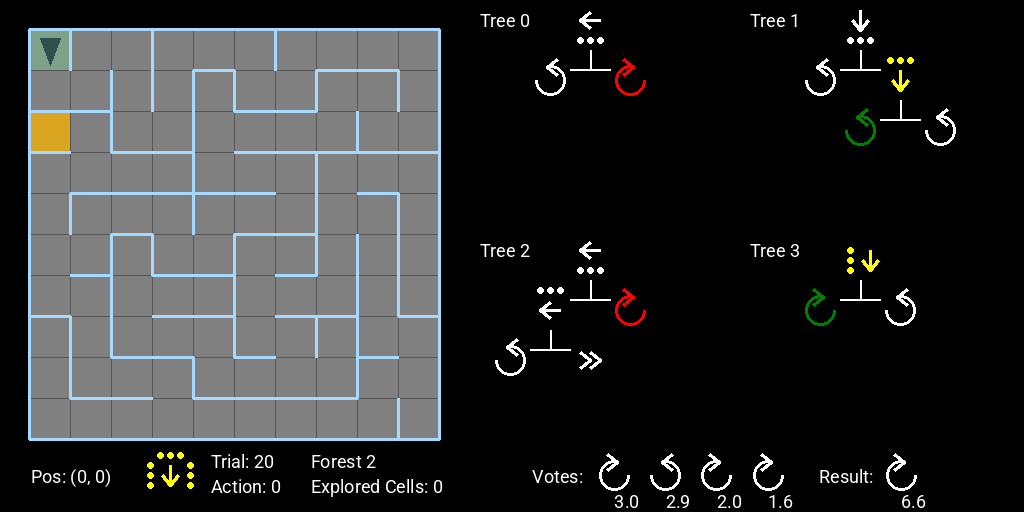 Tree 0
Tree 1
Tree 2
Tree 3
Pos: (0, 0)
Trial: 20
Forest 2
Action: 0
Explored Cells: 0
Votes:
3.0
2.9
2.0
1.6
Result:
6.6